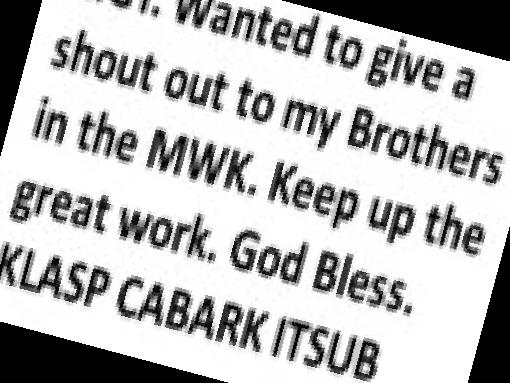 Wanted to give a
shout out to my Brothers
in the MWK. Keep up the
great work. God Bless.
KLASP CABARK ITSUB